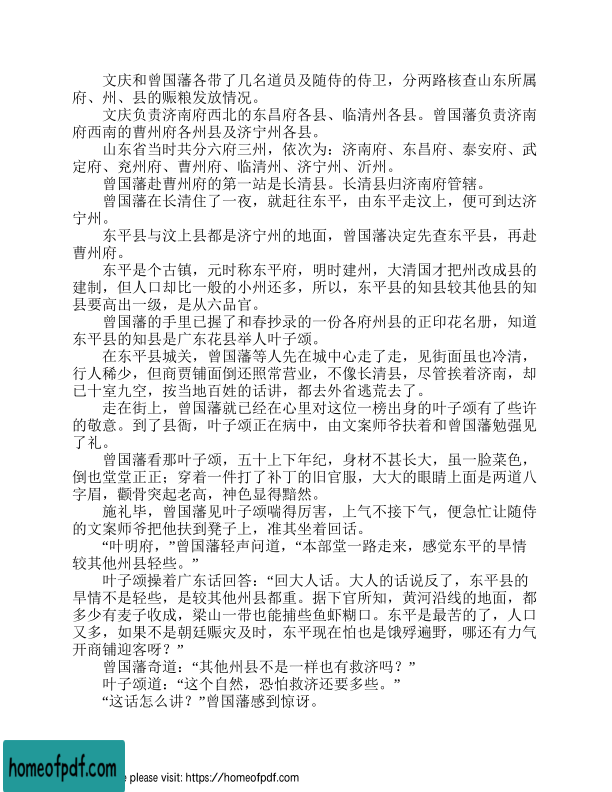 文庆和曾国藩各带了几名道员及随侍的侍卫，分两路核查山东所属
府、州、县的赈粮发放情况。
文庆负责济南府西北的东昌府各县、临清州各县。曾国藩负责济南
府西南的曹州府各州县及济宁州各县。
山东省当时共分六府三州，依次为：济南府、东昌府、泰安府、武
定府、兖州府、曹州府、临清州、济宁州、沂州。
曾国藩赴曹州府的第一站是长清县。长清县归济南府管辖。
曾国藩在长清住了一夜，就赶往东平，由东平走汶上，便可到达济
宁州。
东平县与汶上县都是济宁州的地面，曾国藩决定先查东平县，再赴
曹州府。
东平是个古镇，元时称东平府，明时建州，大清国才把州改成县的
建制，但人口却比一般的小州还多，所以，东平县的知县较其他县的知
县要高出一级，是从六品官。
曾国藩的手里已握了和春抄录的一份各府州县的正印花名册，知道
东平县的知县是广东花县举人叶子颂。
在东平县城关，曾国藩等人先在城中心走了走，见街面虽也冷清，
行人稀少，但商贾铺面倒还照常营业，不像长清县，尽管挨着济南，却
已十室九空，按当地百姓的话讲，都去外省逃荒去了。
走在街上，曾国藩就已经在心里对这位一榜出身的叶子颂有了些许
的敬意。到了县衙，叶子颂正在病中，由文案师爷扶着和曾国藩勉强见
了礼。
曾国藩看那叶子颂，五十上下年纪，身材不甚长大，虽一脸菜色，
倒也堂堂正正；穿着一件打了补丁的旧官服，大大的眼睛上面是两道八
字眉，颧骨突起老高，神色显得黯然。
施礼毕，曾国藩见叶子颂喘得厉害，上气不接下气，便急忙让随侍
的文案师爷把他扶到凳子上，准其坐着回话。
“叶明府，”曾国藩轻声问道，“本部堂一路走来，感觉东平的旱情
较其他州县轻些。”
叶子颂操着广东话回答：“回大人话。大人的话说反了，东平县的
旱情不是轻些，是较其他州县都重。据下官所知，黄河沿线的地面，都
多少有麦子收成，梁山一带也能捕些鱼虾糊口。东平是最苦的了，人口
又多，如果不是朝廷赈灾及时，东平现在怕也是饿殍遍野，哪还有力气
开商铺迎客呀？”
曾国藩奇道：“其他州县不是一样也有救济吗？”
叶子颂道：“这个自然，恐怕救济还要多些。”
“这话怎么讲？”曾国藩感到惊讶。
homeofpdf.com
e please visit: https://homeofpdf.com